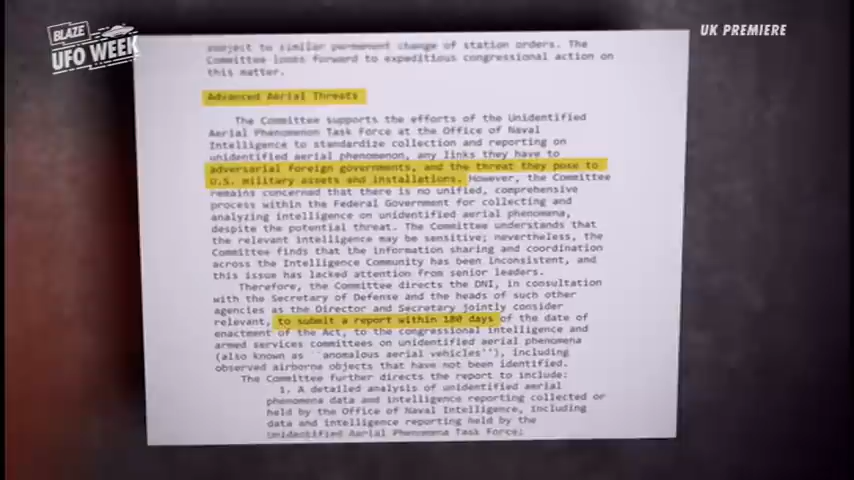 BLAZE
UFO WEEK
UK PREMIERE
subject to similar permanent change of station orders. The
Committee looks forward to expeditious congressional action on
this matter.
Advanced Aerial Threats
The Committee supports the efforts of the Unidentified
Aerial Phenomenon Task Force at the Office of Naval
Intelligence to standardize collection and reporting on
unidentified aerial phenomenon, any links they have to
adversarial foreign governments, and the threat they pose to
U.S. military assets and installations. However, the Committee
remains concerned that there is no unified, comprehensive
process within the Federal Government for collecting and
analyzing intelligence on unidentified aerial phenomena,
despite the potential threat. The Committee understands that
the relevant intelligence may be sensitive; nevertheless, the
Committee finds that the information sharing and coordination
across the Intelligence Community has been inconsistent, and
this issue has lacked attention from senior leaders.
Therefore, the Committee directs the DNI, in consultation
with the Secretary of Defense and the heads of such other
agencies as the Director and Secretary jointly consider
relevant, to submit a report within 180 days of the date of
enactment of the Act, to the congressional intelligence and
armed services committees on unidentified aerial phenomena
(also known as ``anomalous aerial vehicles''), including
observed airborne objects that have not been identified.
The Committee further directs the report to include:
1. A detailed analysis of unidentified aerial
phenomena data and intelligence reporting collected or
held by the Office of Naval Intelligence, including
data and intelligence reporting held by the
Unidentified Aerial Phenomena Task Force;